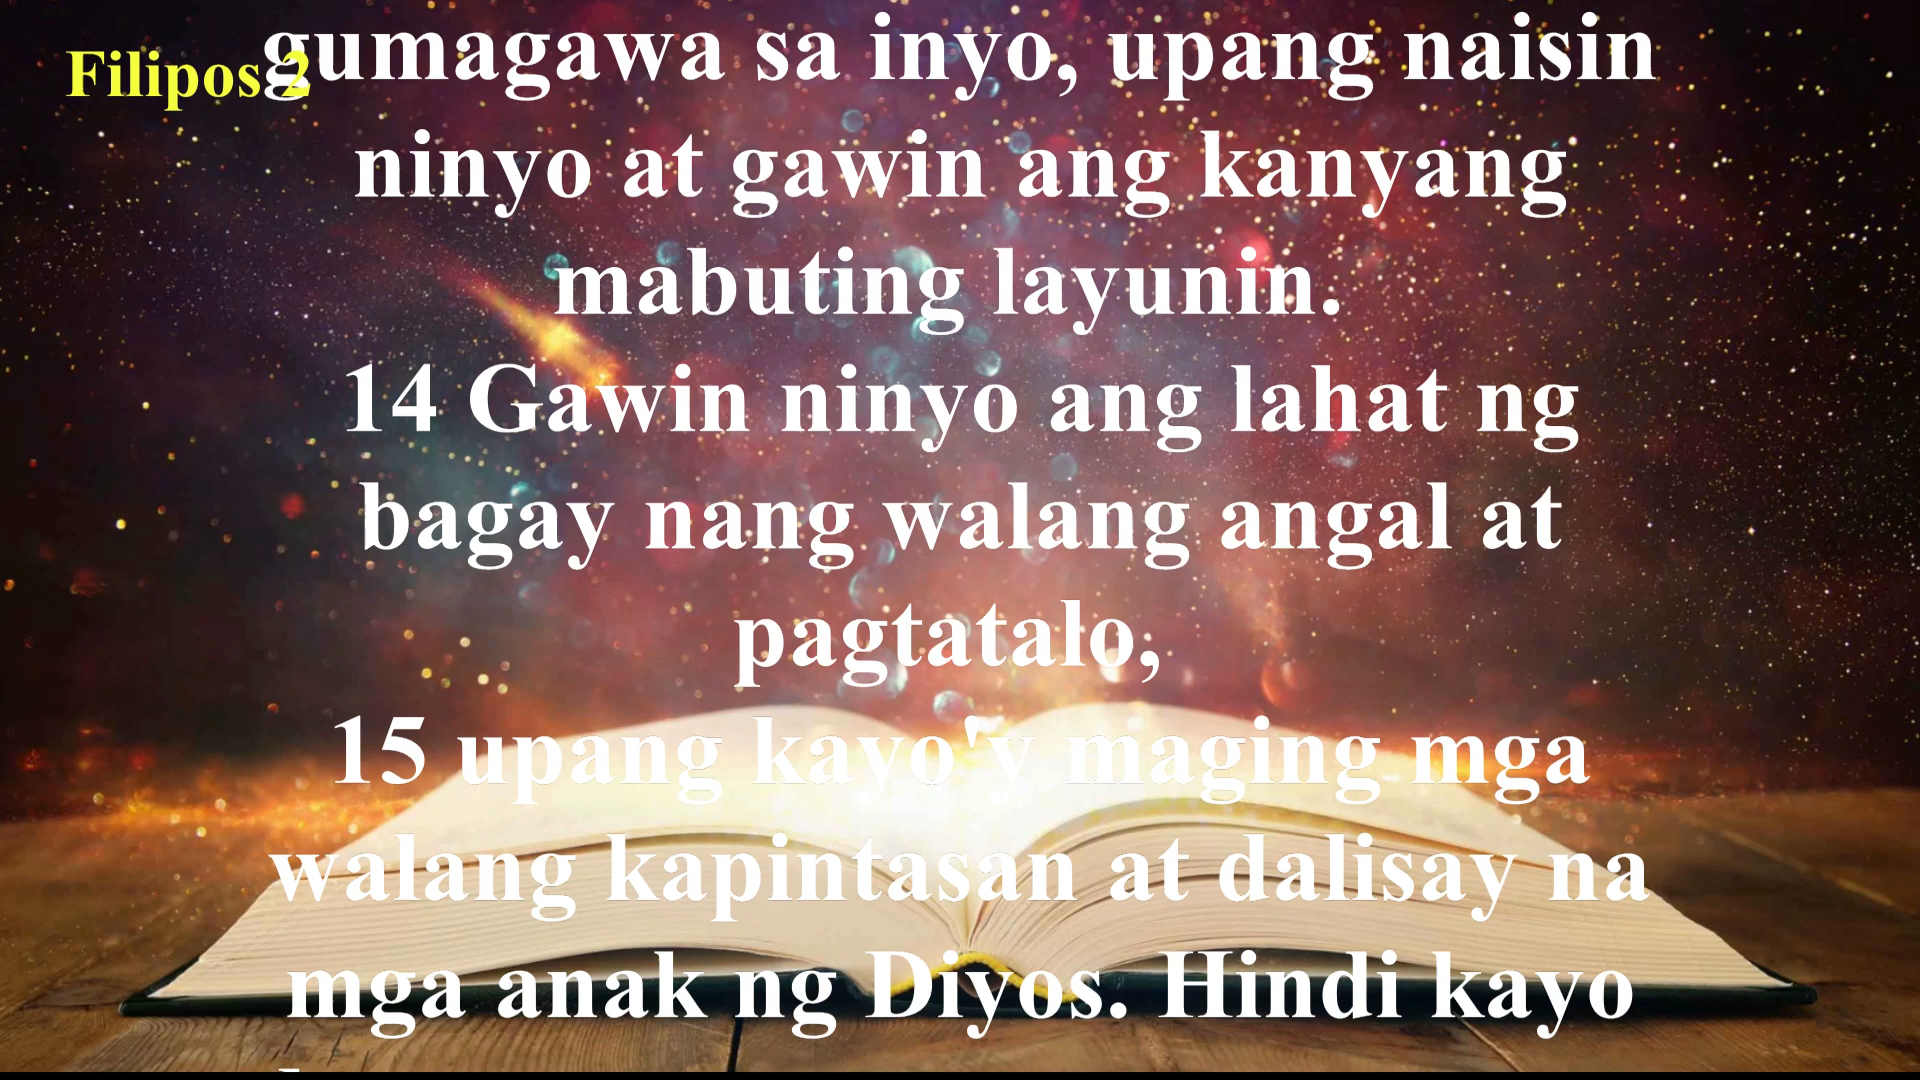 Filipos 2
gumagawa sa inyo, upang naisin
ninyo at gawin ang kanyang
mabuting layunin.
14 Gawin ninyo ang lahat ng
bagay nang walang angal at
pagtatalo,
15 upang kayo'y maging mga
walang kapintasan at dalisay na
mga anak ng Diyos. Hindi kayo